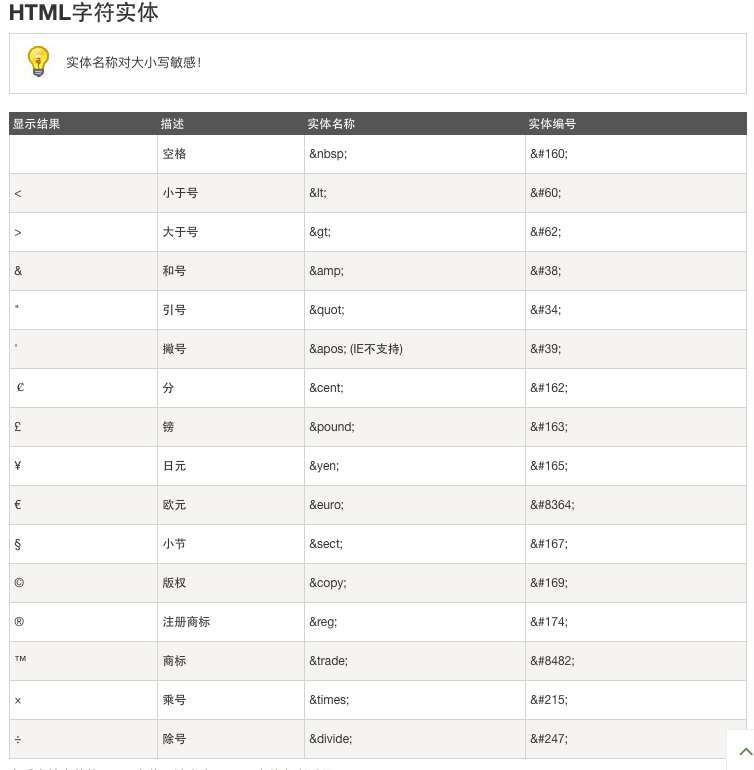 HTML字符实体
实体名称对大小写敏感!
显示结果 描述 实体名称 实体编号
空格 &nbsp; &#160;
< 小于号 &lt; &#60;
> 大于号 &gt; &#62;
& 和号 &amp; &#38;
" 引号 &quot; &#34;
' 撇号 &apos; (IE不支持) &#39;
₡ 分 &cent; &#162;
£ 镑 &pound; &#163;
¥ 日元 &yen; &#165;
€ 欧元 &euro; &#8364;
§ 小节 &sect; &#167;
© 版权 &copy; &#169;
® 注册商标 &reg; &#174;
™ 商标 &trade; &#8482;
× 乘号 &times; &#215;
÷ 除号 &divide; &#247;